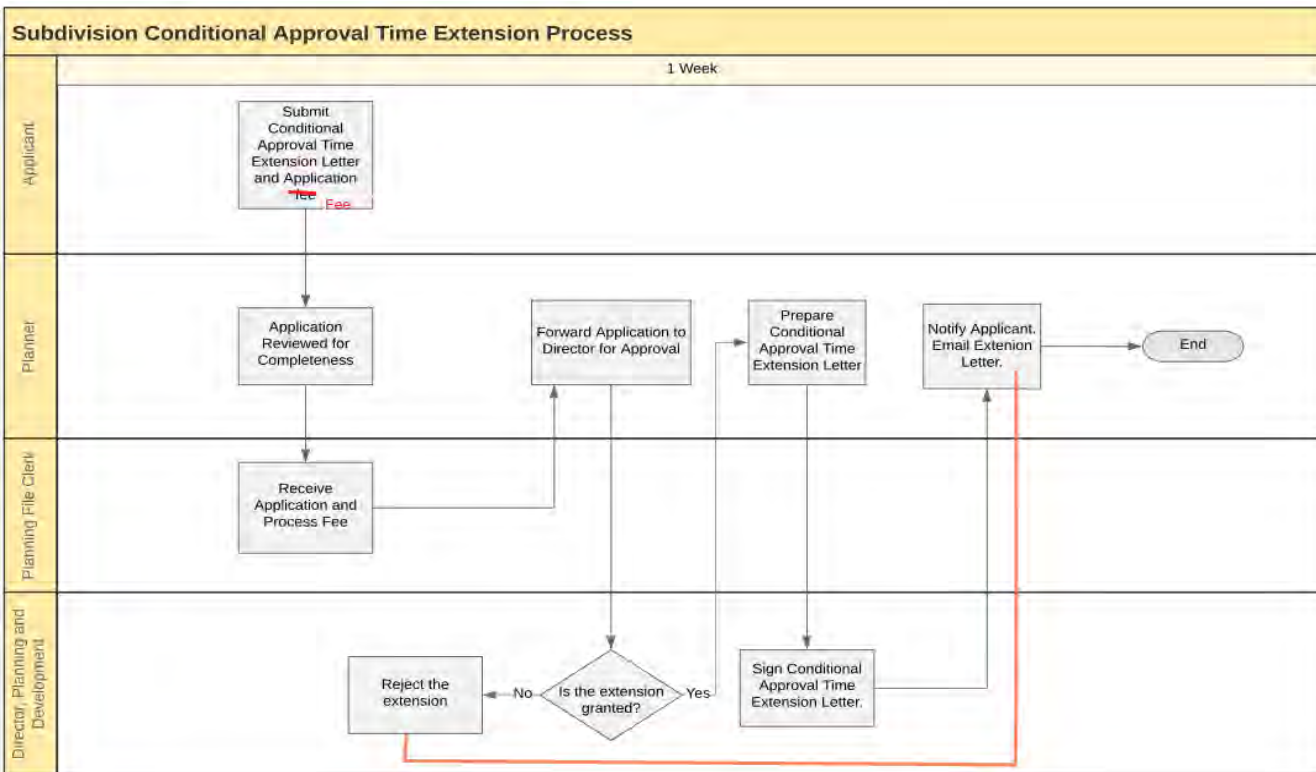 Subdivision Conditional Approval Time Extension Process
1 Week
Applicant
Submit
Conditional
Approval Time
Extension Letter
and Application
fee
Fee
Planner
Application
Reviewed for
Completeness
Forward Application to
Director for Approval
Prepare
Conditional
Approval Time
Extension Letter
Notify Applicant.
Email Extenion
Letter.
End
Planning File Clerk
Receive
Application and
Process Fee
Director, Planning and
Development
Reject the
extension
No
Is the extension
granted?
Yes
Sign Conditional
Approval Time
Extension Letter.